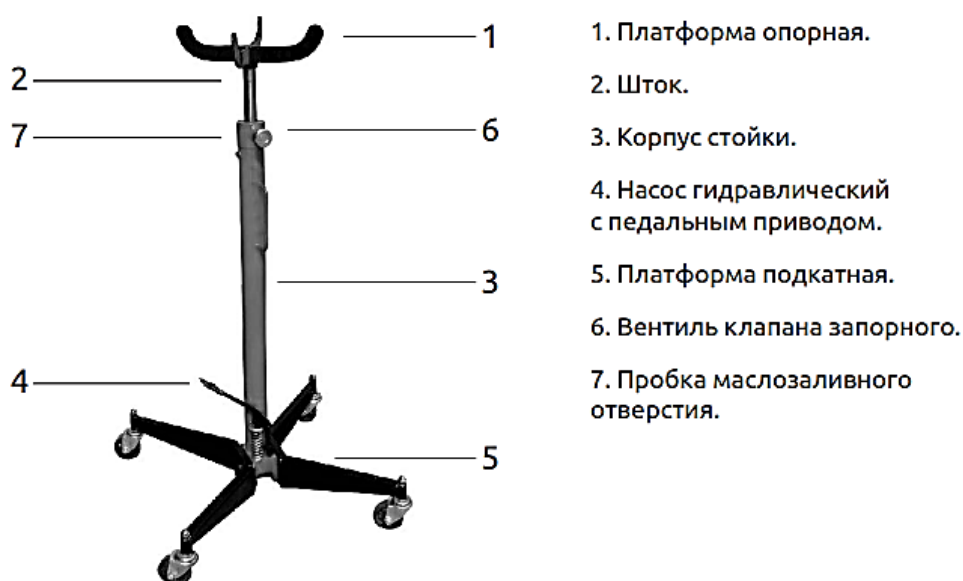 1
2
7
6
3
4
5
1. Платформа опорная.
2. Шток.
3. Корпус стойки.
4. Насос гидравлический
с педальным приводом.
5. Платформа подкатная.
6. Вентиль клапана запорного.
7. Пробка маслозаливного
отверстия.